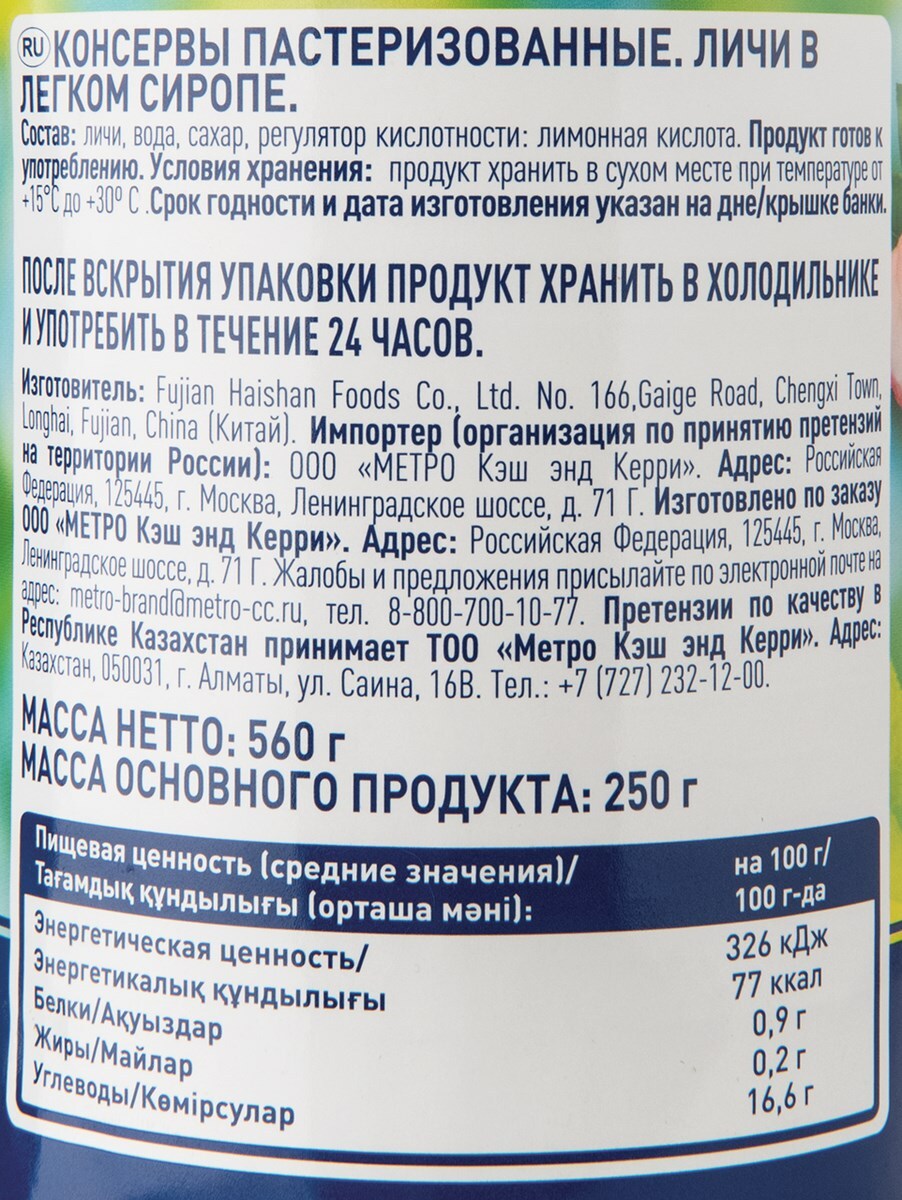 RU КОНСЕРВЫ ПАСТЕРИЗОВАННЫЕ. ЛИЧИ В
ЛЕГКОМ СИРОПЕ.
Состав: личи, вода, сахар, регулятор кислотности: лимонная кислота. Продукт готов к
употреблению. Условия хранения: продукт хранить в сухом месте при температуре от
+15°С до +30º С .Срок годности и дата изготовления указан на дне/крышке банки.
ПОСЛЕ ВСКРЫТИЯ УПАКОВКИ ПРОДУКТ ХРАНИТЬ В ХОЛОДИЛЬНИКЕ
И УПОТРЕБИТЬ В ТЕЧЕНИЕ 24 ЧАСОВ.
Изготовитель: Fujian Haishan Foods Co., Ltd. No. 166,Gaige Road, Chengxi Town,
Longhai, Fujian, China (Китай). Импортер (организация по принятию претензий
на территории России): ООО «МЕТРО Кэш энд Керри». Адрес: Российская
Федерация, 125445, г. Москва, Ленинградское шоссе, д. 71 Г. Изготовлено по заказу
ООО «МЕТРО Кэш энд Керри». Адрес: Российская Федерация, 125445, г. Москва,
Ленинградское шоссе, д. 71 Г. Жалобы и предложения присылайте по электронной почте на
адрес: metro-brand@metro-cc.ru, тел. 8-800-700-10-77. Претензии по качеству в
Республике Казахстан принимает ТОО «Метро Кэш энд Керри». Адрес:
Казахстан, 050031, г. Алматы, ул. Саина, 16В. Тел.: +7 (727) 232-12-00.
МАССА НЕТТО: 560 г
МАССА ОСНОВНОГО ПРОДУКТА: 250 г
Пищевая ценность (средние значения)/ на 100 г/
Тағамдық құндылығы (орташа мәні): 100 г-да
Энергетическая ценность/ 326 кДж
Энергетикалық құндылығы 77 ккал
Белки/Ақуыздар 0,9 г
Жиры/Майлар 0,2 г
Углеводы/Көмірсулар 16,6 г